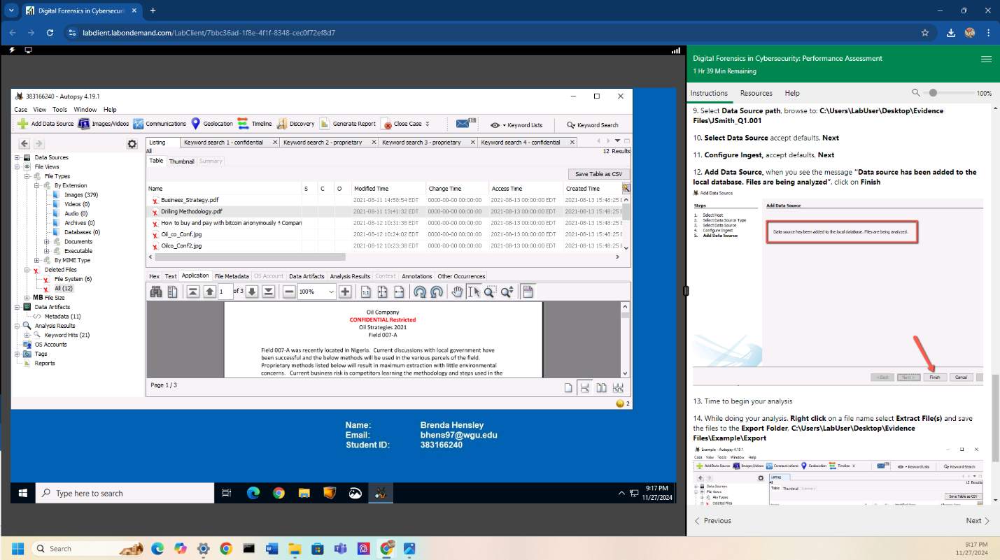 Digital Forensics in Cybersecuri
labclient.labondemand.com/LabClient/7bbc36ad-1f8e-4f1f-8348-cec0f72ef8d7
383166240 - Autopsy 4.19.1
Case View Tools Window Help
Add Data Source Images/Videos Communications Geolocation Timeline Discovery Generate Report Close Case Keyword Lists Keyword Search
Data Sources
File Views
File Types
By Extension
Images (379)
Videos (0)
Audio (0)
Archives (0)
Databases (0)
Documents
Executable
By MIME Type
Deleted Files
File System (6)
All (12)
MB File Size
Data Artifacts
Metadata (11)
Analysis Results
Keyword Hits (21)
OS Accounts
Tags
Reports
Listing Keyword search 1 - confidential Keyword search 2 - proprietary Keyword search 3 - proprietary Keyword search 4 - confidential
All 12 Results
Table Thumbnail Summary
Save Table as CSV
Name S C O Modified Time Change Time Access Time Created Time
Business_Strategy.pdf 2021-08-11 14:58:54 EDT 0000-00-00 00:00:00 2021-08-13 00:00:00 EDT 2021-08-13 15:48:25
Drilling Methodology.pdf 2021-08-11 13:41:32 EDT 0000-00-00 00:00:00 2021-08-13 00:00:00 EDT 2021-08-13 15:48:25
How to buy and pay with bitcoin anonymously Compari 2021-08-12 10:31:38 EDT 0000-00-00 00:00:00 2021-08-13 00:00:00 EDT 2021-08-13 15:48:25
Oil_co_Conf.jpg 2021-08-12 10:24:02 EDT 0000-00-00 00:00:00 2021-08-13 00:00:00 EDT 2021-08-13 15:48:25
Oilco_Conf2.jpg 2021-08-12 10:23:38 EDT 0000-00-00 00:00:00 2021-08-13 00:00:00 EDT 2021-08-13 15:48:25
Hex Text Application File Metadata OS Account Data Artifacts Analysis Results Context Annotations Other Occurrences
1 of 3 100%
Oil Company
CONFIDENTIAL Restricted
Oil Strategies 2021
Field 007-A
Field 007-A was recently located in Nigeria. Current discussions with local government have
been successful and the below methods will be used in the various parcels of the field.
Proprietary methods listed below will result in maximum extraction with little environmental
concerns. Current business risk is competitors learning the methodology and steps used in the
Page 1 / 3
2
Name: Brenda Hensley
Email: bhens97@wgu.edu
Student ID: 383166240
Type here to search
9:17 PM
11/27/2024
Digital Forensics in Cybersecurity: Performance Assessment
1 Hr 39 Min Remaining
Instructions Resources Help 100%
9. Select Data Source path, browse to: C:\Users\LabUser\Desktop\Evidence
Files\JSmith_Q1.001
10. Select Data Source accept defaults, Next
11. Configure Ingest, accept defaults, Next
12. Add Data Source, when you see the message "Data source has been added to the
local database. Files are being analyzed", click on Finish
Add Data Source
Steps
1. Select Host
2. Select Data Source Type
3. Select Data Source
4. Configure Ingest
5. Add Data Source
Add Data Source
Data source has been added to the local database. Files are being analyzed.
< Back Next > Finish Cancel
13. Time to begin your analysis
14. While doing your analysis. Right click on a file name select Extract File(s) and save
the files to the Export Folder, C:\Users\LabUser\Desktop\Evidence
Files\Example\Export
Example - Autopsy 4.19.1
Case View Tools Window Help
Add Data Source Images/Videos Communications Geolocation Timeline Keyword Lists Keyword Search
Listing
All
12 Results
Table Thumbnail Summary
Save Table as CSV
Data Sources
File Views
File Types
Deleted Files
Previous Next
Search
9:17 PM
11/27/2024